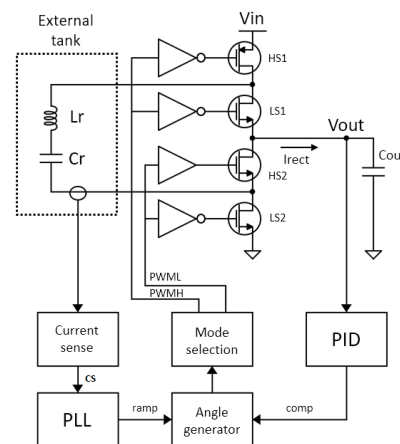 External
tank
Vin
HS1
Lr
LS1
Vout
Irect
Cr
HS2
Cou
LS2
PWML
PWMH
Current
sense
Mode
selection
PID
cs
PLL
ramp
Angle
generator
comp